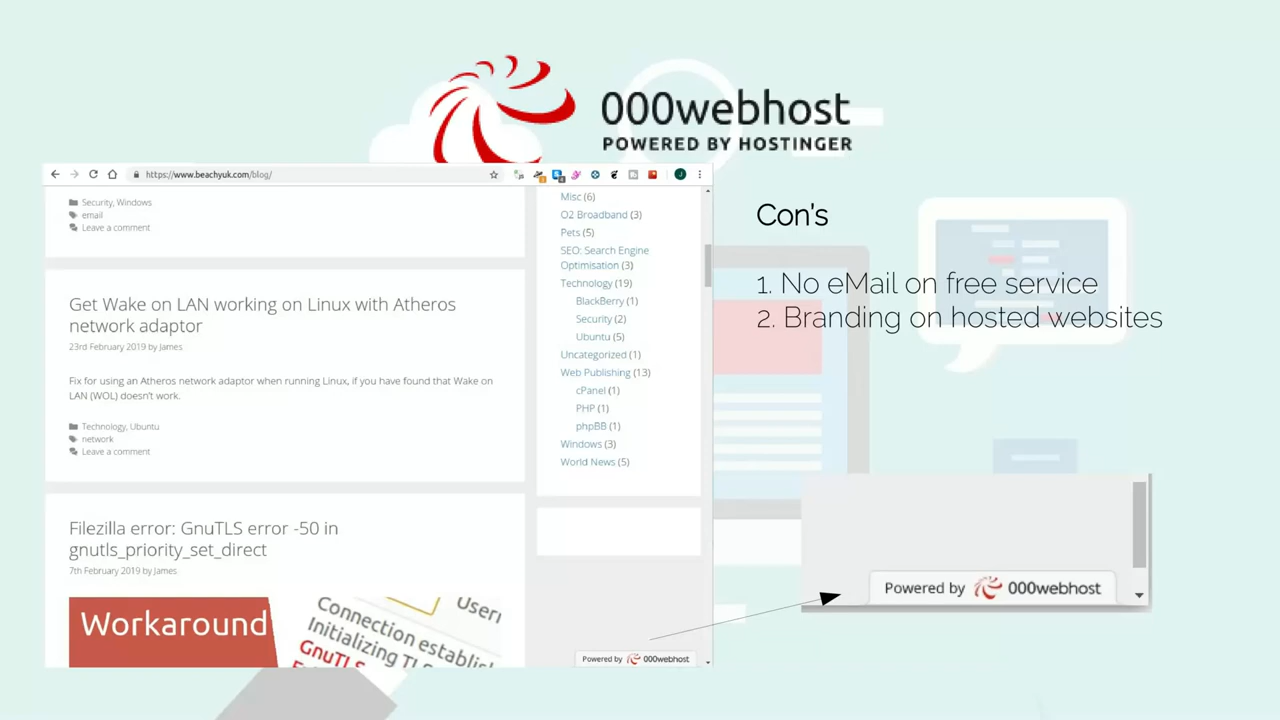 000webhost
POWERED BY HOSTINGER
https://www.beachyuk.com/blog/
J
Security, Windows
email
Leave a comment
Get Wake on LAN working on Linux with Atheros
network adaptor
23rd February 2019 by James
Fix for using an Atheros network adaptor when running Linux, if you have found that Wake on
LAN (WOL) doesn't work.
Technology, Ubuntu
network
Leave a comment
Filezilla error: GnuTLS error -50 in
gnutls_priority_set_direct
7th February 2019 by James
Workaround
Connection establis
Initializing TL
GnuTLS
Misc (6)
O2 Broadband (3)
Pets (5)
SEO: Search Engine
Optimisation (3)
Technology (19)
BlackBerry (1)
Security (2)
Ubuntu (5)
Uncategorized (1)
Web Publishing (13)
cPanel (1)
PHP (1)
phpBB (1)
Windows (3)
World News (5)
Powered by 000webhost
Con's
1. No eMail on free service
2. Branding on hosted websites
Powered by 000webhost